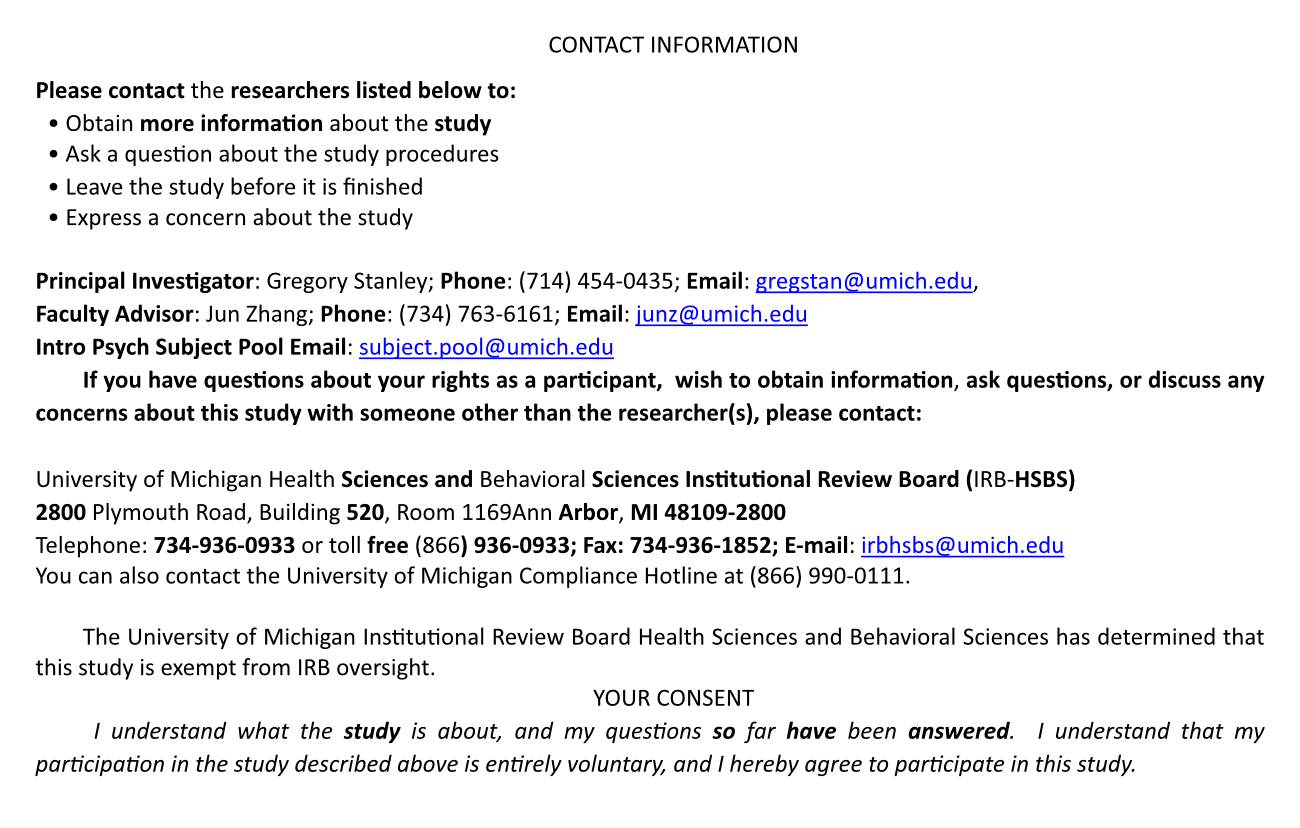 CONTACT INFORMATION
Please contact the researchers listed below to:
• Obtain more information about the study
• Ask a question about the study procedures
• Leave the study before it is finished
• Express a concern about the study
Principal Investigator: Gregory Stanley; Phone: (714) 454-0435; Email: gregstan@umich.edu,
Faculty Advisor: Jun Zhang; Phone: (734) 763-6161; Email: junz@umich.edu
Intro Psych Subject Pool Email: subject.pool@umich.edu
If you have questions about your rights as a participant,  wish to obtain information, ask questions, or discuss any
concerns about this study with someone other than the researcher(s), please contact:
University of Michigan Health Sciences and Behavioral Sciences Institutional Review Board (IRB-HSBS)
2800 Plymouth Road, Building 520, Room 1169Ann Arbor, MI 48109-2800
Telephone: 734-936-0933 or toll free (866) 936-0933; Fax: 734-936-1852; E-mail: irbhsbs@umich.edu
You can also contact the University of Michigan Compliance Hotline at (866) 990-0111.
The University of Michigan Institutional Review Board Health Sciences and Behavioral Sciences has determined that
this study is exempt from IRB oversight.
YOUR CONSENT
I understand what the study is about, and my questions so far have been answered.  I understand that my
participation in the study described above is entirely voluntary, and I hereby agree to participate in this study.